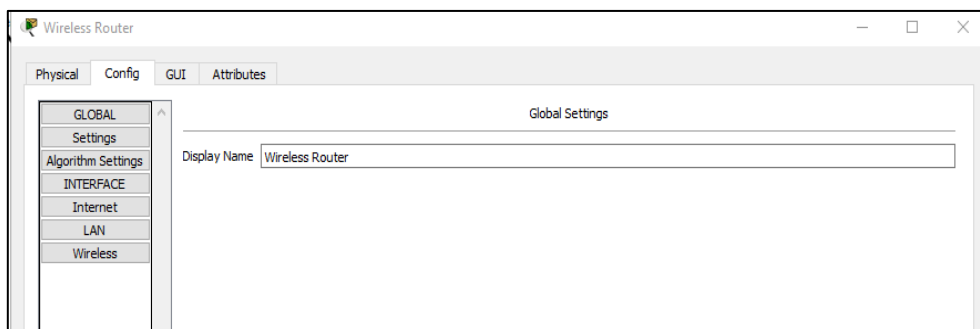 Wireless Router
Physical Config GUI Attributes
GLOBAL
Settings
Algorithm Settings
INTERFACE
Internet
LAN
Wireless
Global Settings
Display Name Wireless Router